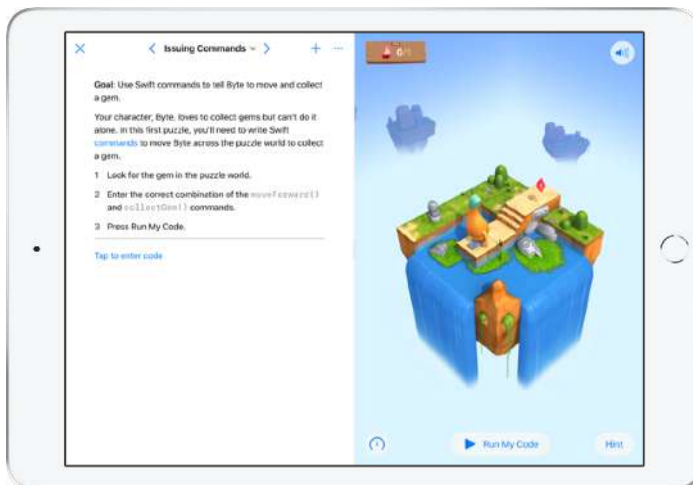 Issuing Commands
Goal: Use Swift commands to tell Byte to move and collect
a gem.
Your character, Byte, loves to collect gems but can't do it
alone. In this first puzzle, you'll need to write Swift
commands to move Byte across the puzzle world to collect
a gem.
1 Look for the gem in the puzzle world.
2 Enter the correct combination of the moveForward()
and collectGem() commands.
3 Press Run My Code.
Tap to enter code
0/1
Run My Code
Hint